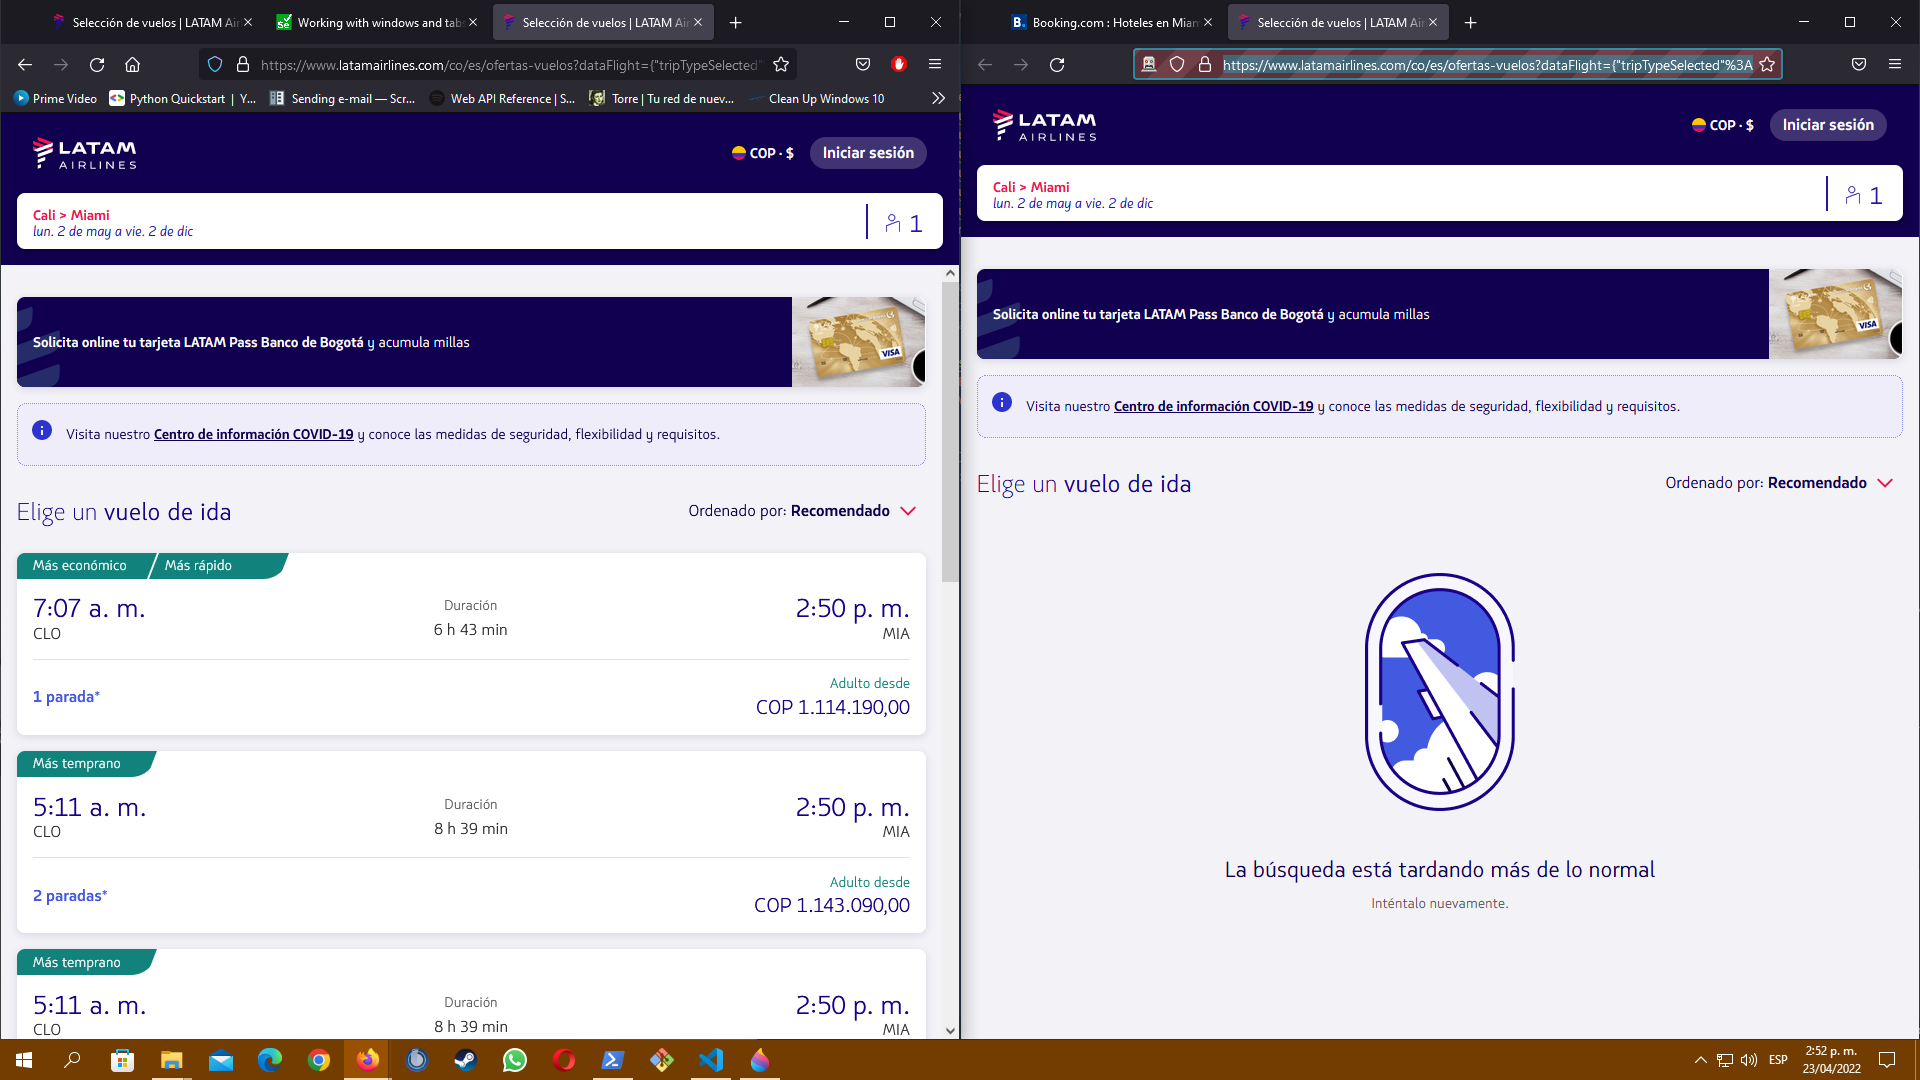 Selección de vuelos | LATAM Air
Working with windows and tabs
Selección de vuelos | LATAM Air
https://www.latamairlines.com/co/es/ofertas-vuelos?dataFlight={"tripTypeSelected"
Prime Video
Python Quickstart | Y...
Sending e-mail — Scr...
Web API Reference | S...
Torre | Tu red de nuev...
Clean Up Windows 10
LATAM
AIRLINES
COP · $
Iniciar sesión
Cali > Miami
lun. 2 de may a vie. 2 de dic
1
Solicita online tu tarjeta LATAM Pass Banco de Bogotá y acumula millas
VISA
Visita nuestro Centro de información COVID-19 y conoce las medidas de seguridad, flexibilidad y requisitos.
Elige un vuelo de ida
Ordenado por: Recomendado
Más económico
Más rápido
7:07 a. m.
Duración
2:50 p. m.
CLO
6 h 43 min
MIA
1 parada*
Adulto desde
COP 1.114.190,00
Más temprano
5:11 a. m.
Duración
2:50 p. m.
CLO
8 h 39 min
MIA
2 paradas*
Adulto desde
COP 1.143.090,00
Más temprano
5:11 a. m.
Duración
2:50 p. m.
CLO
8 h 39 min
MIA
B.
Booking.com : Hoteles en Miam
Selección de vuelos | LATAM Air
https://www.latamairlines.com/co/es/ofertas-vuelos?dataFlight={"tripTypeSelected"%3A
LATAM
AIRLINES
COP · $
Iniciar sesión
Cali > Miami
lun. 2 de may a vie. 2 de dic
1
Solicita online tu tarjeta LATAM Pass Banco de Bogotá y acumula millas
VISA
Visita nuestro Centro de información COVID-19 y conoce las medidas de seguridad, flexibilidad y requisitos.
Elige un vuelo de ida
Ordenado por: Recomendado
La búsqueda está tardando más de lo normal
Inténtalo nuevamente.
ESP
2:52 p. m.
23/04/2022